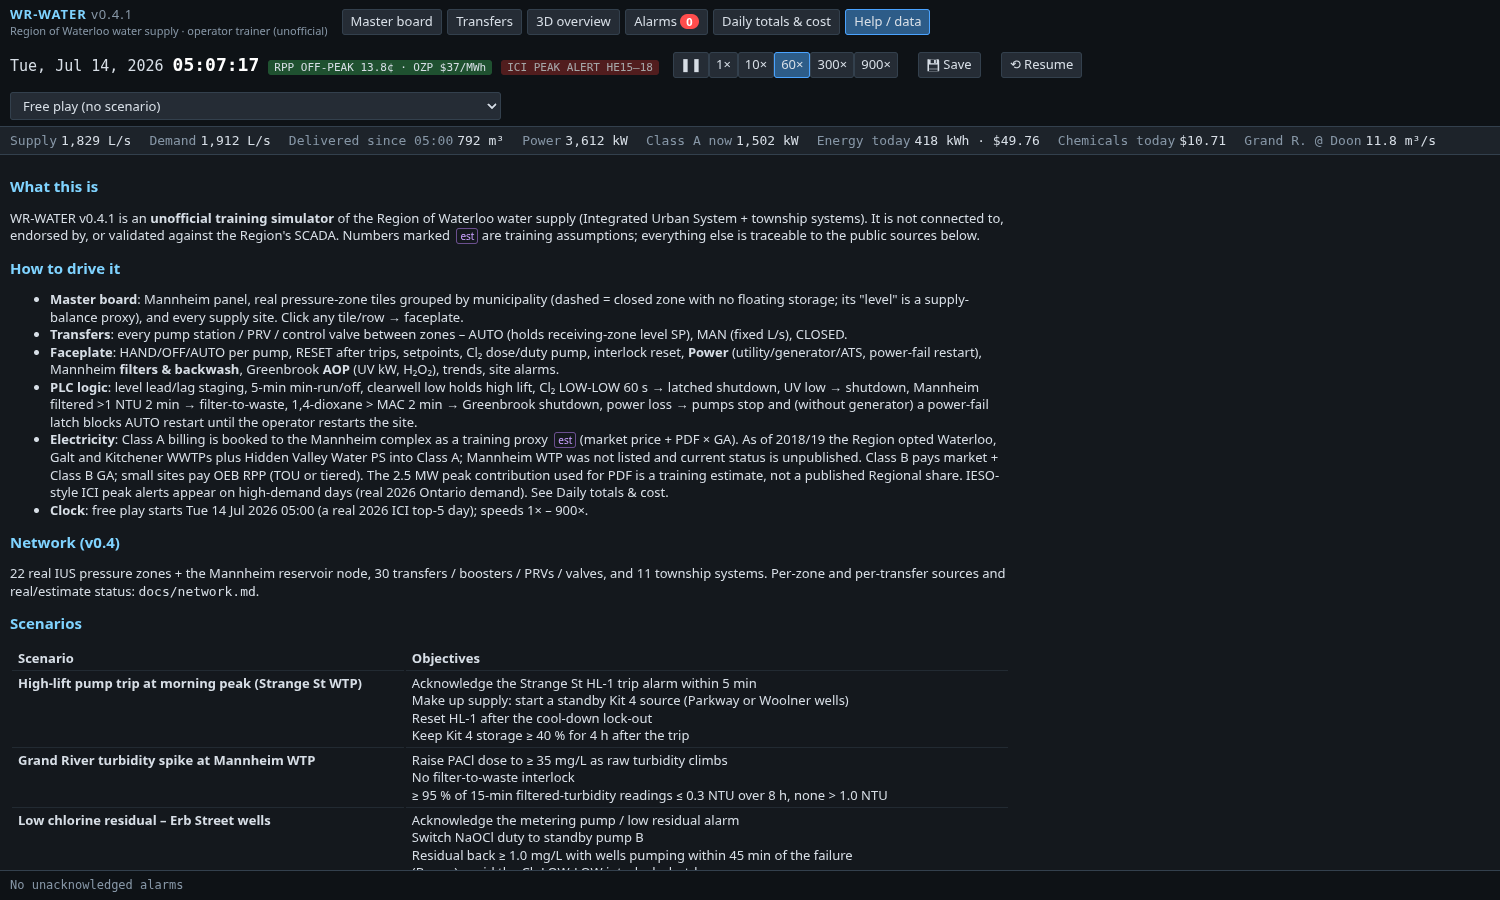 WR-WATER v0.4.1
Region of Waterloo water supply · operator trainer (unofficial)
Master board
Transfers
3D overview
Alarms 0
Daily totals & cost
Help / data
Tue, Jul 14, 2026 05:07:17
RPP OFF-PEAK 13.8¢ · OZP $37/MWh
ICI PEAK ALERT HE15–18
❚❚ 1× 10× 60× 300× 900×
💾 Save
⟲ Resume
Free play (no scenario)
Supply 1,829 L/s Demand 1,912 L/s Delivered since 05:00 792 m³ Power 3,612 kW Class A now 1,502 kW Energy today 418 kWh · $49.76 Chemicals today $10.71 Grand R. @ Doon 11.8 m³/s
What this is
WR-WATER v0.4.1 is an unofficial training simulator of the Region of Waterloo water supply (Integrated Urban System + township systems). It is not connected to,
endorsed by, or validated against the Region's SCADA. Numbers marked est are training assumptions; everything else is traceable to the public sources below.
How to drive it
• Master board: Mannheim panel, real pressure-zone tiles grouped by municipality (dashed = closed zone with no floating storage; its "level" is a supply-
balance proxy), and every supply site. Click any tile/row → faceplate.
• Transfers: every pump station / PRV / control valve between zones – AUTO (holds receiving-zone level SP), MAN (fixed L/s), CLOSED.
• Faceplate: HAND/OFF/AUTO per pump, RESET after trips, setpoints, Cl₂ dose/duty pump, interlock reset, Power (utility/generator/ATS, power-fail restart),
Mannheim filters & backwash, Greenbrook AOP (UV kW, H₂O₂), trends, site alarms.
• PLC logic: level lead/lag staging, 5-min min-run/off, clearwell low holds high lift, Cl₂ LOW-LOW 60 s → latched shutdown, UV low → shutdown, Mannheim
filtered >1 NTU 2 min → filter-to-waste, 1,4-dioxane > MAC 2 min → Greenbrook shutdown, power loss → pumps stop and (without generator) a power-fail
latch blocks AUTO restart until the operator restarts the site.
• Electricity: Class A billing is booked to the Mannheim complex as a training proxy est (market price + PDF × GA). As of 2018/19 the Region opted Waterloo,
Galt and Kitchener WWTPs plus Hidden Valley Water PS into Class A; Mannheim WTP was not listed and current status is unpublished. Class B pays market +
Class B GA; small sites pay OEB RPP (TOU or tiered). The 2.5 MW peak contribution used for PDF is a training estimate, not a published Regional share. IESO-
style ICI peak alerts appear on high-demand days (real 2026 Ontario demand). See Daily totals & cost.
• Clock: free play starts Tue 14 Jul 2026 05:00 (a real 2026 ICI top-5 day); speeds 1× – 900×.
Network (v0.4)
22 real IUS pressure zones + the Mannheim reservoir node, 30 transfers / boosters / PRVs / valves, and 11 township systems. Per-zone and per-transfer sources and
real/estimate status: docs/network.md.
Scenarios
Scenario Objectives
High-lift pump trip at morning peak (Strange St WTP) Acknowledge the Strange St HL-1 trip alarm within 5 min
Make up supply: start a standby Kit 4 source (Parkway or Woolner wells)
Reset HL-1 after the cool-down lock-out
Keep Kit 4 storage ≥ 40 % for 4 h after the trip
Grand River turbidity spike at Mannheim WTP Raise PACl dose to ≥ 35 mg/L as raw turbidity climbs
No filter-to-waste interlock
≥ 95 % of 15-min filtered-turbidity readings ≤ 0.3 NTU over 8 h, none > 1.0 NTU
Low chlorine residual – Erb Street wells Acknowledge the metering pump / low residual alarm
Switch NaOCl duty to standby pump B
Residual back ≥ 1.0 mg/L with wells pumping within 45 min of the failure
No unacknowledged alarms